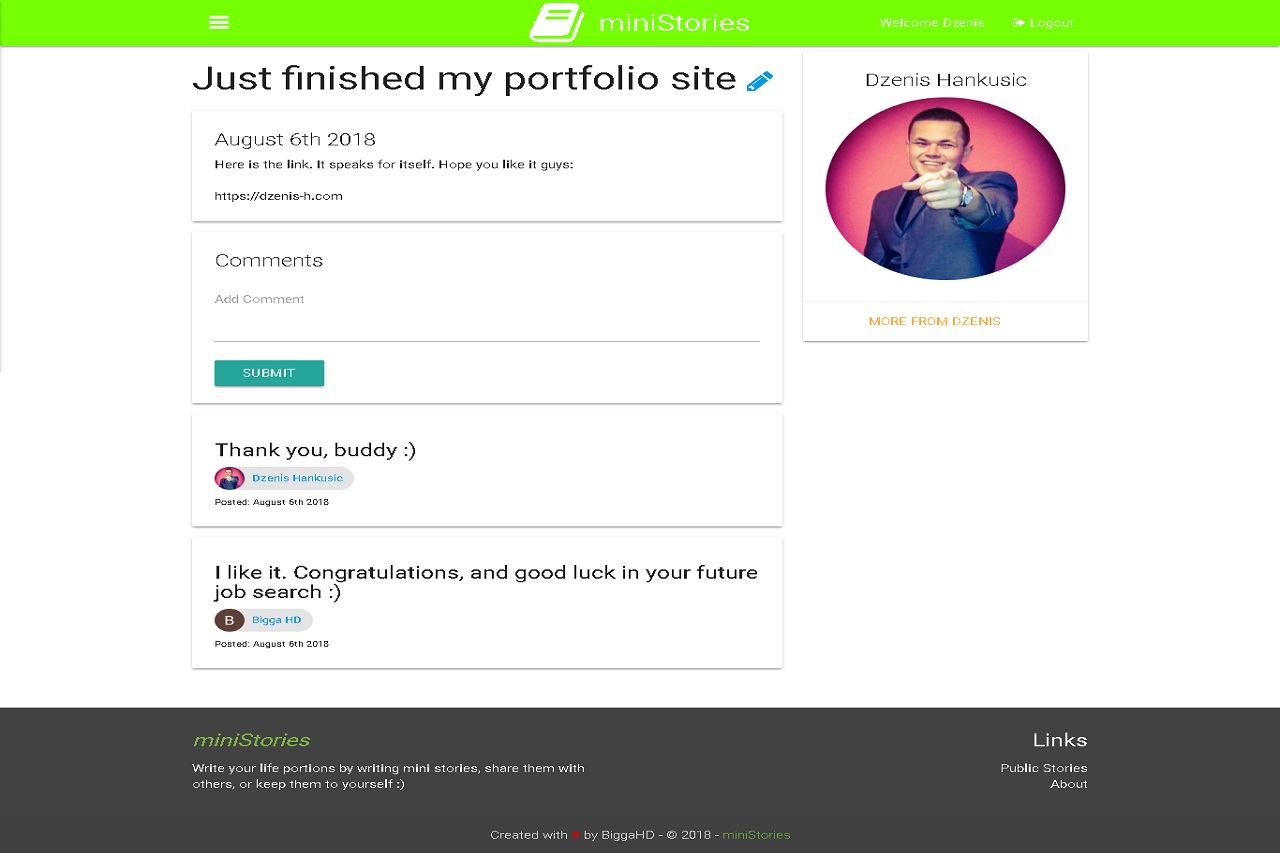 miniStories
Welcome Dzenis
Logout
Just finished my portfolio site
August 6th 2018
Here is the link. It speaks for itself. Hope you like it guys:
https://dzenis-h.com
Comments
Add Comment
SUBMIT
Thank you, buddy :)
Dzenis Hankusic
Posted: August 6th 2018
I like it. Congratulations, and good luck in your future
job search :)
B
Bigga HD
Posted: August 6th 2018
Dzenis Hankusic
MORE FROM DZENIS
miniStories
Write your life portions by writing mini stories, share them with
others, or keep them to yourself :)
Links
Public Stories
About
Created with ♥ by BiggaHD - © 2018 - miniStories